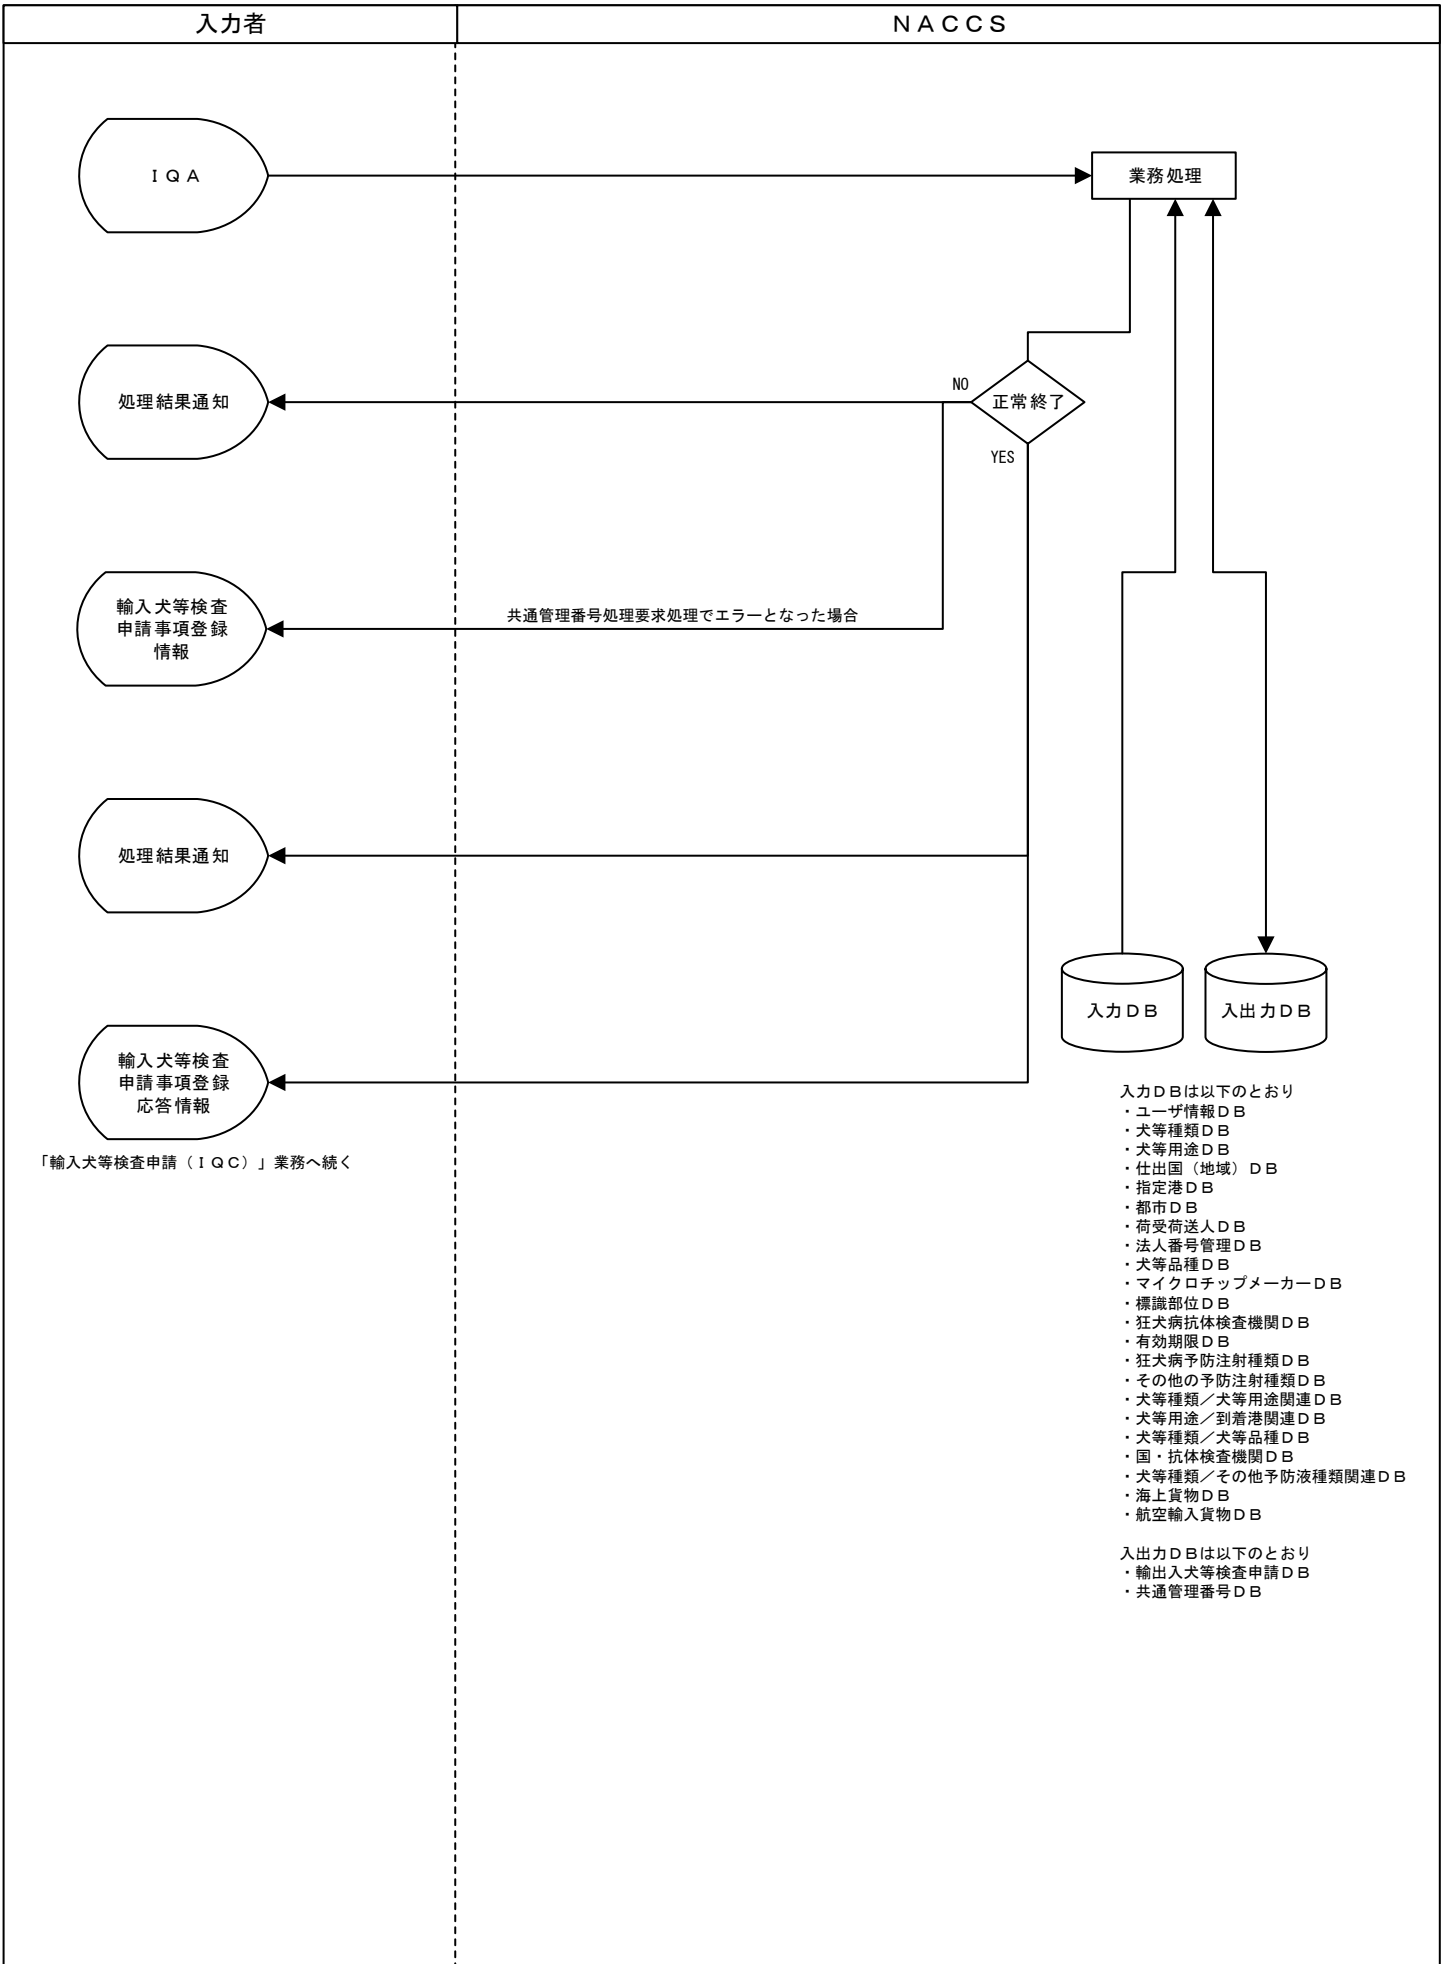 入力者
ＮＡＣＣＳ
ＩＱＡ
業務処理
処理結果通知
NO
正常終了
YES
輸入犬等検査
申請事項登録
情報
共通管理番号処理要求処理でエラーとなった場合
処理結果通知
入力ＤＢ
入出力ＤＢ
輸入犬等検査
申請事項登録
応答情報
「輸入犬等検査申請（ＩＱＣ）」業務へ続く
入力ＤＢは以下のとおり
・ユーザ情報ＤＢ
・犬等種類ＤＢ
・犬等用途ＤＢ
・仕出国（地域）ＤＢ
・指定港ＤＢ
・都市ＤＢ
・荷受荷送人ＤＢ
・法人番号管理ＤＢ
・犬等品種ＤＢ
・マイクロチップメーカーＤＢ
・標識部位ＤＢ
・狂犬病抗体検査機関ＤＢ
・有効期限ＤＢ
・狂犬病予防注射種類ＤＢ
・その他の予防注射種類ＤＢ
・犬等種類／犬等用途関連ＤＢ
・犬等用途／到着港関連ＤＢ
・犬等種類／犬等品種ＤＢ
・国・抗体検査機関ＤＢ
・犬等種類／その他予防液種類関連ＤＢ
・海上貨物ＤＢ
・航空輸入貨物ＤＢ
入出力ＤＢは以下のとおり
・輸出入犬等検査申請ＤＢ
・共通管理番号ＤＢ